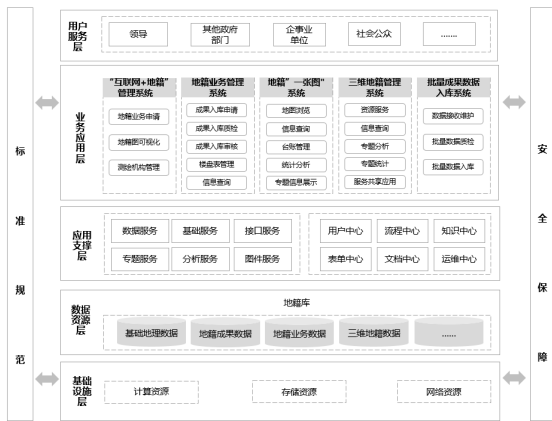 用户
服务
层
领导
其他政府
部门
企事业
单位
社会公众
.......
标
准
规
范
业
务
应
用
层
"互联网+地籍"
管理系统
地籍业务申请
地籍图可视化
测绘机构管理
地籍业务管理
系统
成果入库申请
成果入库质检
成果入库审核
楼盘表管理
信息查询
地籍"一张图"
系统
地图浏览
信息查询
台账管理
统计分析
专题信息展示
三维地籍管理
系统
资源服务
信息查询
专题分析
专题统计
服务共享应用
批量成果数据
入库系统
数据接收维护
批量数据质检
批量数据入库
安
全
保
障
应用
支撑
层
数据服务
基础服务
接口服务
用户中心
流程中心
知识中心
专题服务
分析服务
图件服务
表单中心
文档中心
运维中心
数据
资源
层
地籍库
基础地理数据
地籍成果数据
地籍业务数据
三维地籍数据
......
基础
设施
层
计算资源
存储资源
网络资源